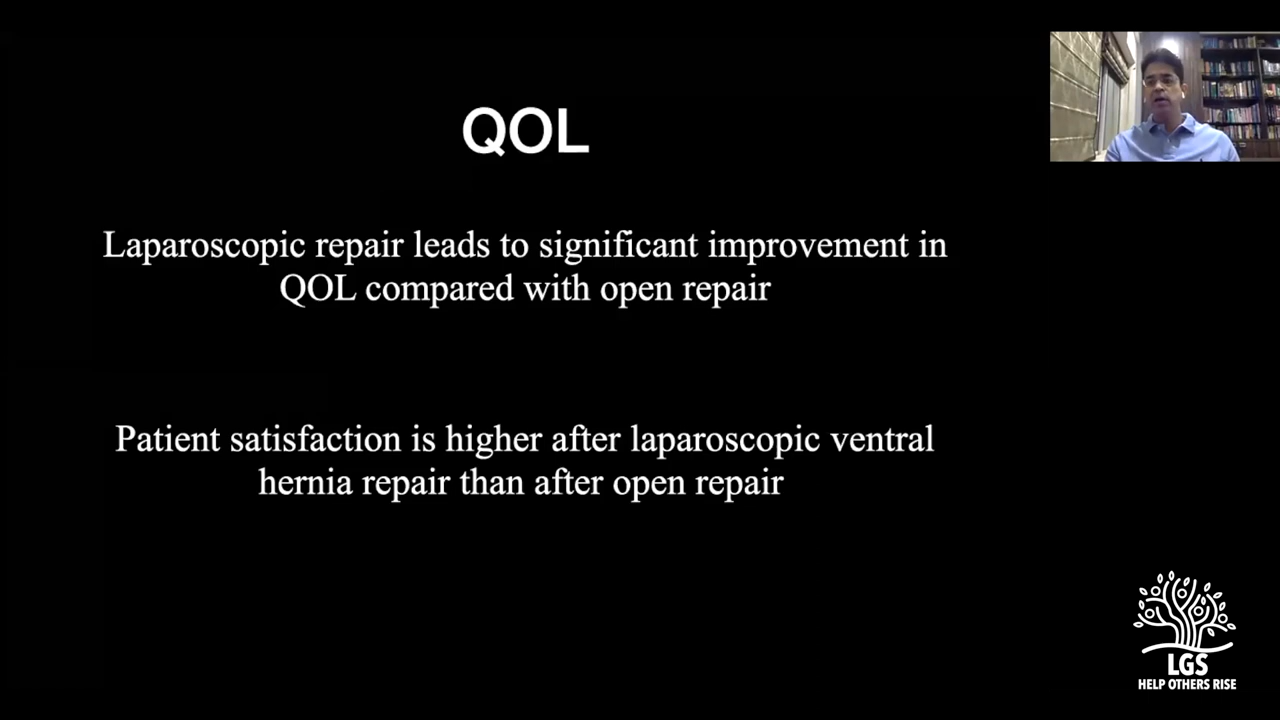 QOL
Laparoscopic repair leads to significant improvement in
QOL compared with open repair
Patient satisfaction is higher after laparoscopic ventral
hernia repair than after open repair
LGS
HELP OTHERS RISE